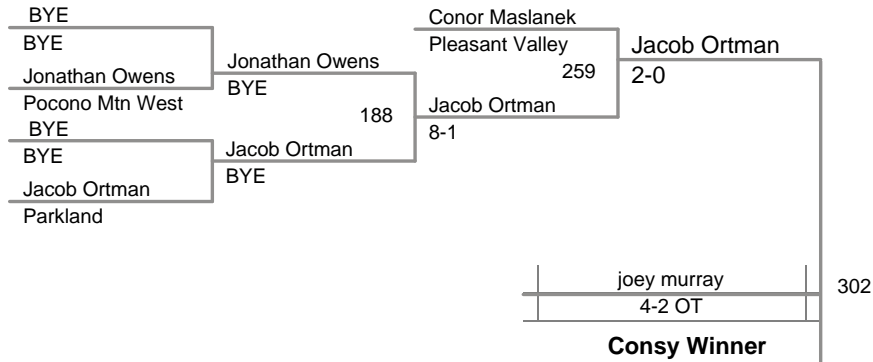 BYE
BYE
Jonathan Owens
Pocono Mtn West
BYE
BYE
Jacob Ortman
Parkland
Jonathan Owens
BYE
188
Jacob Ortman
BYE
Conor Maslanek
Pleasant Valley
259
Jacob Ortman
8-1
Jacob Ortman
2-0
joey murray
4-2 OT
302
Consy Winner